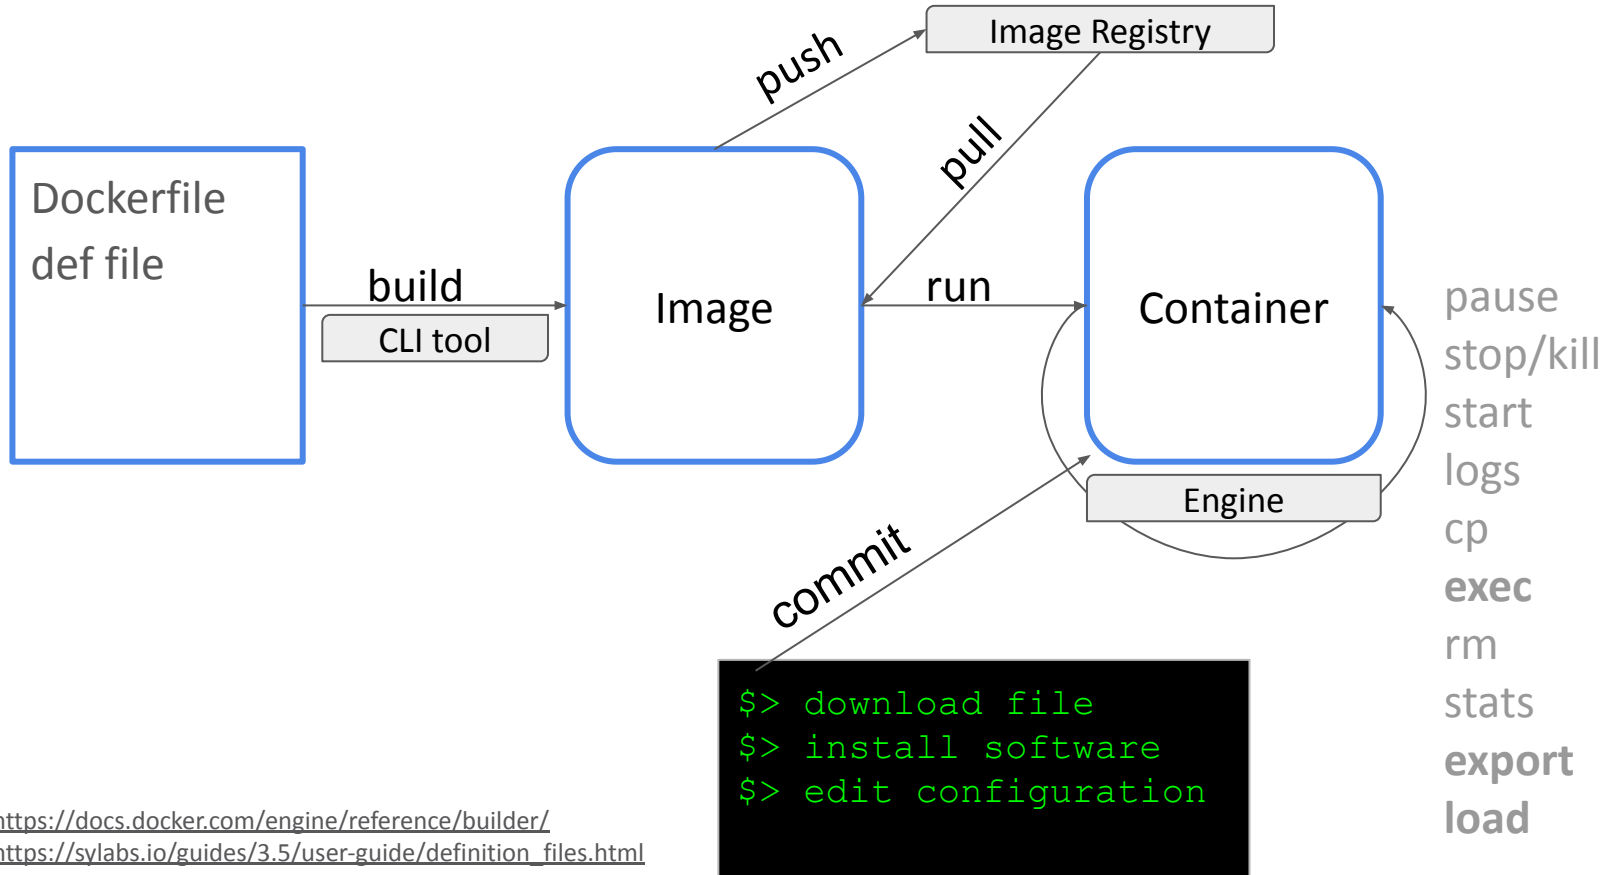 Image Registry
push
pull
Dockerfile
def file
build
CLI tool
Image
run
Container
Engine
commit
pause
stop/kill
start
logs
cp
exec
rm
stats
export
load
$> download file
$> install software
$> edit configuration
https://docs.docker.com/engine/reference/builder/
https://sylabs.io/guides/3.5/user-guide/definition_files.html